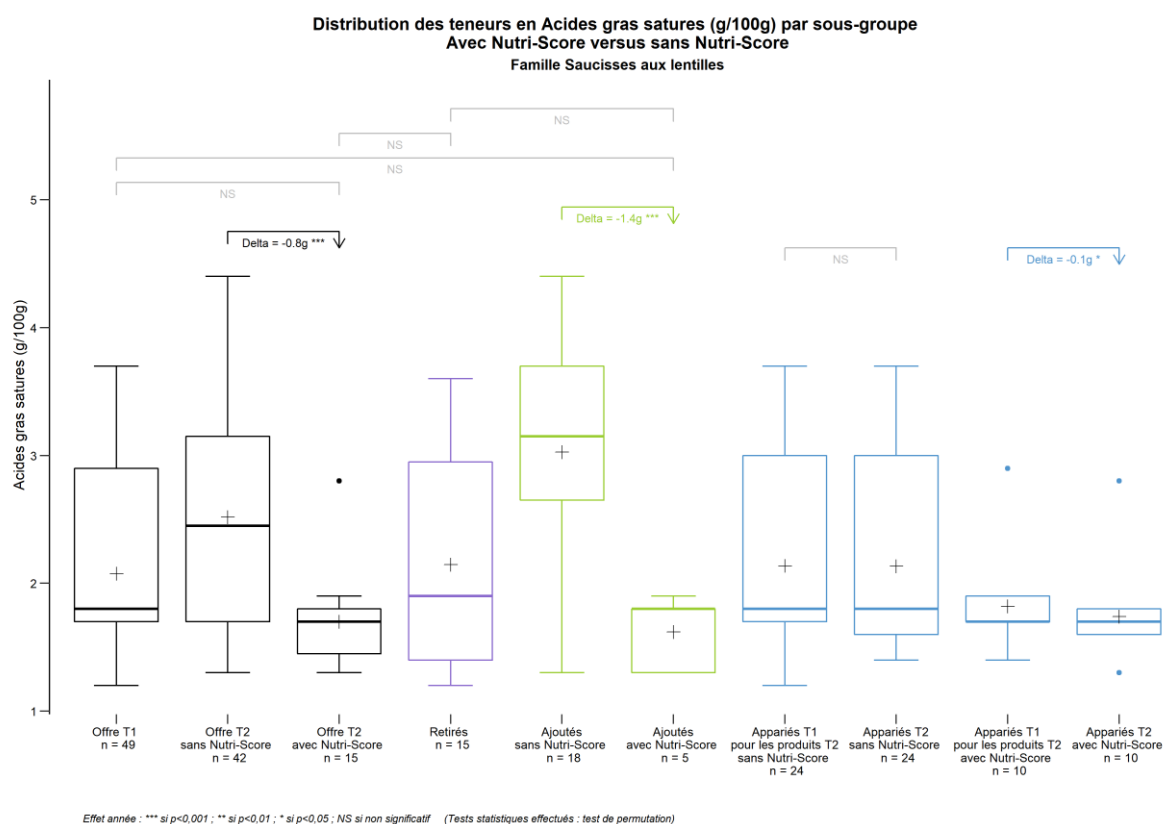 Distribution des teneurs en Acides gras satures (g/100g) par sous-groupe
Avec Nutri-Score versus sans Nutri-Score
Famille Saucisses aux lentilles
NS
NS
NS
NS
Delta = -0.8g ***
Delta = -1.4g ***
NS
Delta = -0.1g *
Acides gras satures (g/100g)
5
4
3
2
1
Offre T1
n = 49
Offre T2
sans Nutri-Score
n = 42
Offre T2
avec Nutri-Score
n = 15
Retirés
n = 15
Ajoutés
sans Nutri-Score
n = 18
Ajoutés
avec Nutri-Score
n = 5
Appariés T1
pour les produits T2
sans Nutri-Score
n = 24
Appariés T2
sans Nutri-Score
n = 24
Appariés T1
pour les produits T2
avec Nutri-Score
n = 10
Appariés T2
avec Nutri-Score
n = 10
Effet année : *** si p<0,001 ; ** si p<0,01 ; * si p<0,05 ; NS si non significatif (Tests statistiques effectués : test de permutation)